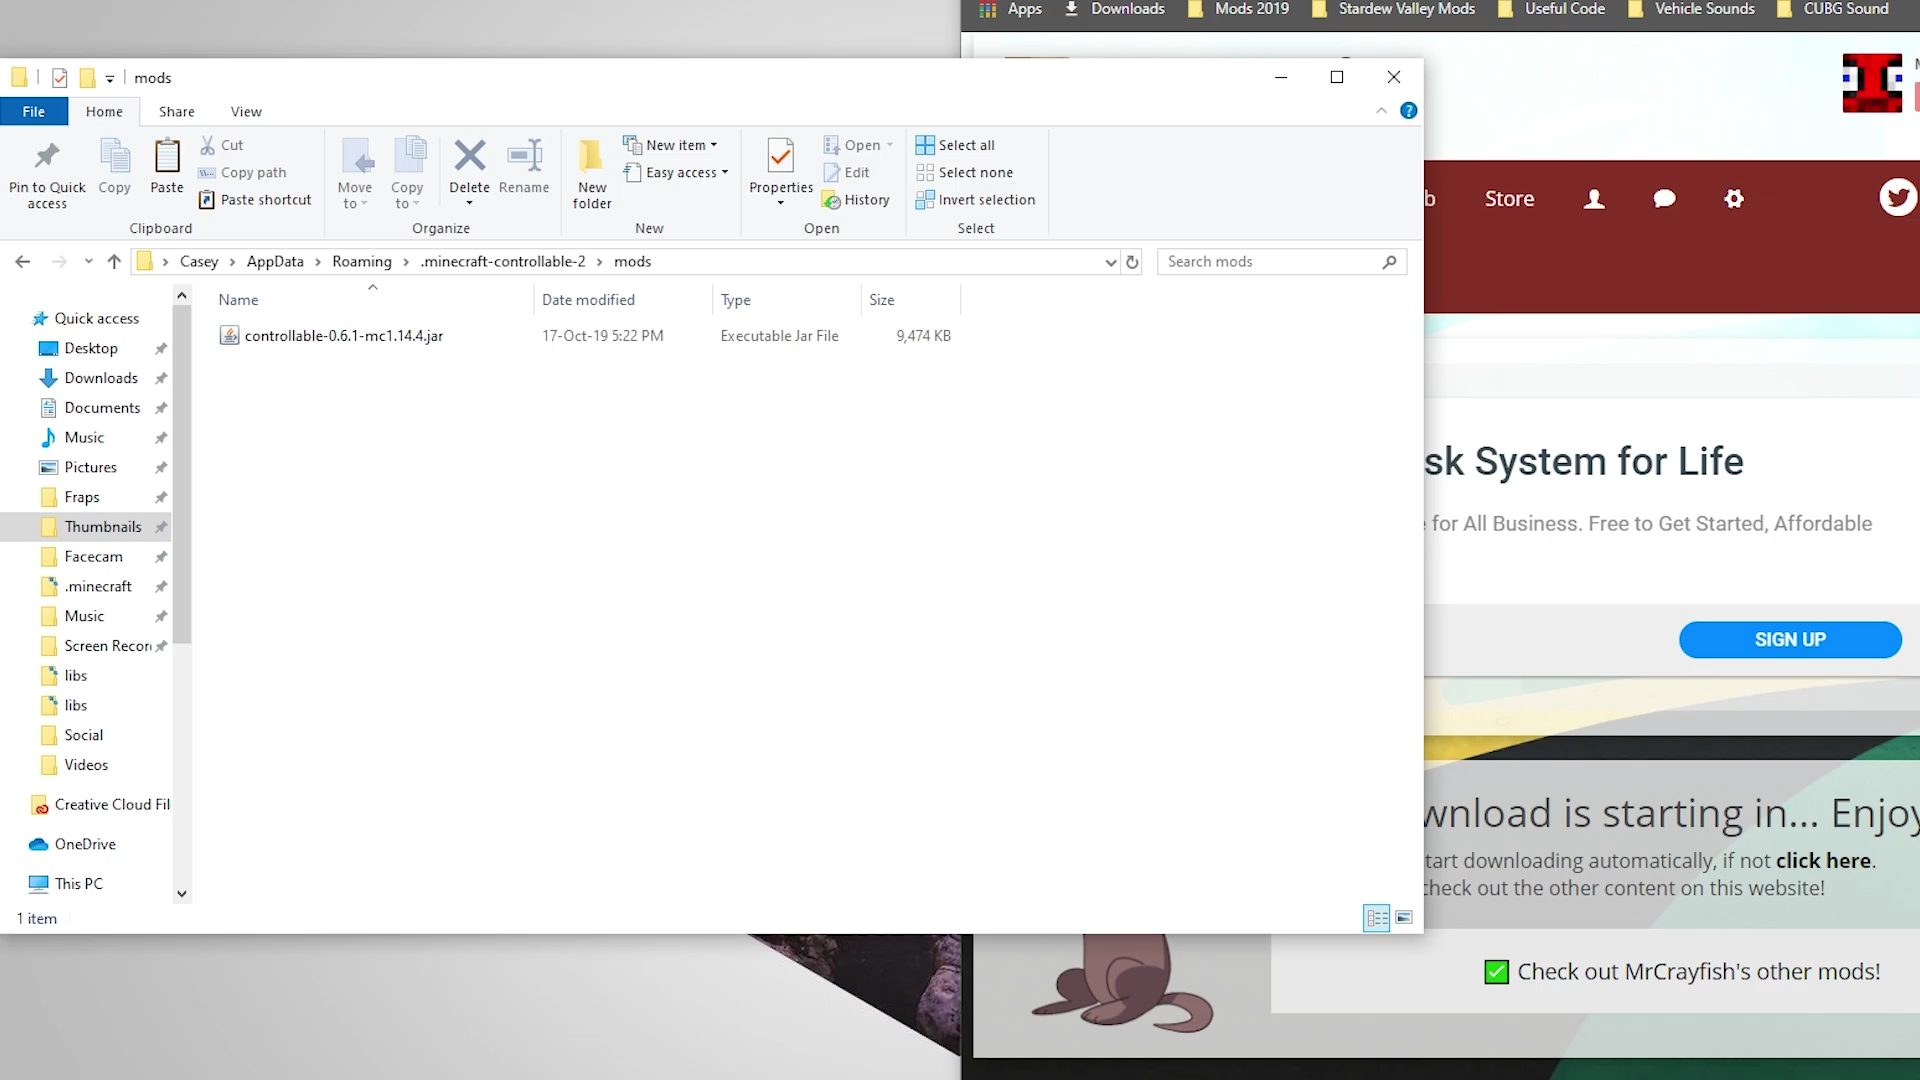 Apps Downloads Mods 2019 Stardew Valley Mods Useful Code Vehicle Sounds CUBG Sound
mods
File Home Share View
Pin to Quick access
Copy
Paste
Cut
Copy path
Paste shortcut
Clipboard
Move to
Copy to
Delete
Rename
Organize
New folder
New item
Easy access
New
Properties
Open
Edit
History
Open
Select all
Select none
Invert selection
Select
Casey > AppData > Roaming > .minecraft-controllable-2 > mods
Search mods
Name Date modified Type Size
controllable-0.6.1-mc1.14.4.jar 17-Oct-19 5:22 PM Executable Jar File 9,474 KB
Quick access
Desktop
Downloads
Documents
Music
Pictures
Fraps
Thumbnails
Facecam
.minecraft
Music
Screen Recor
libs
libs
Social
Videos
Creative Cloud Fil
OneDrive
This PC
1 item
b Store
sk System for Life
for All Business. Free to Get Started, Affordable
SIGN UP
wnload is starting in... Enjoy
tart downloading automatically, if not click here.
check out the other content on this website!
Check out MrCrayfish's other mods!